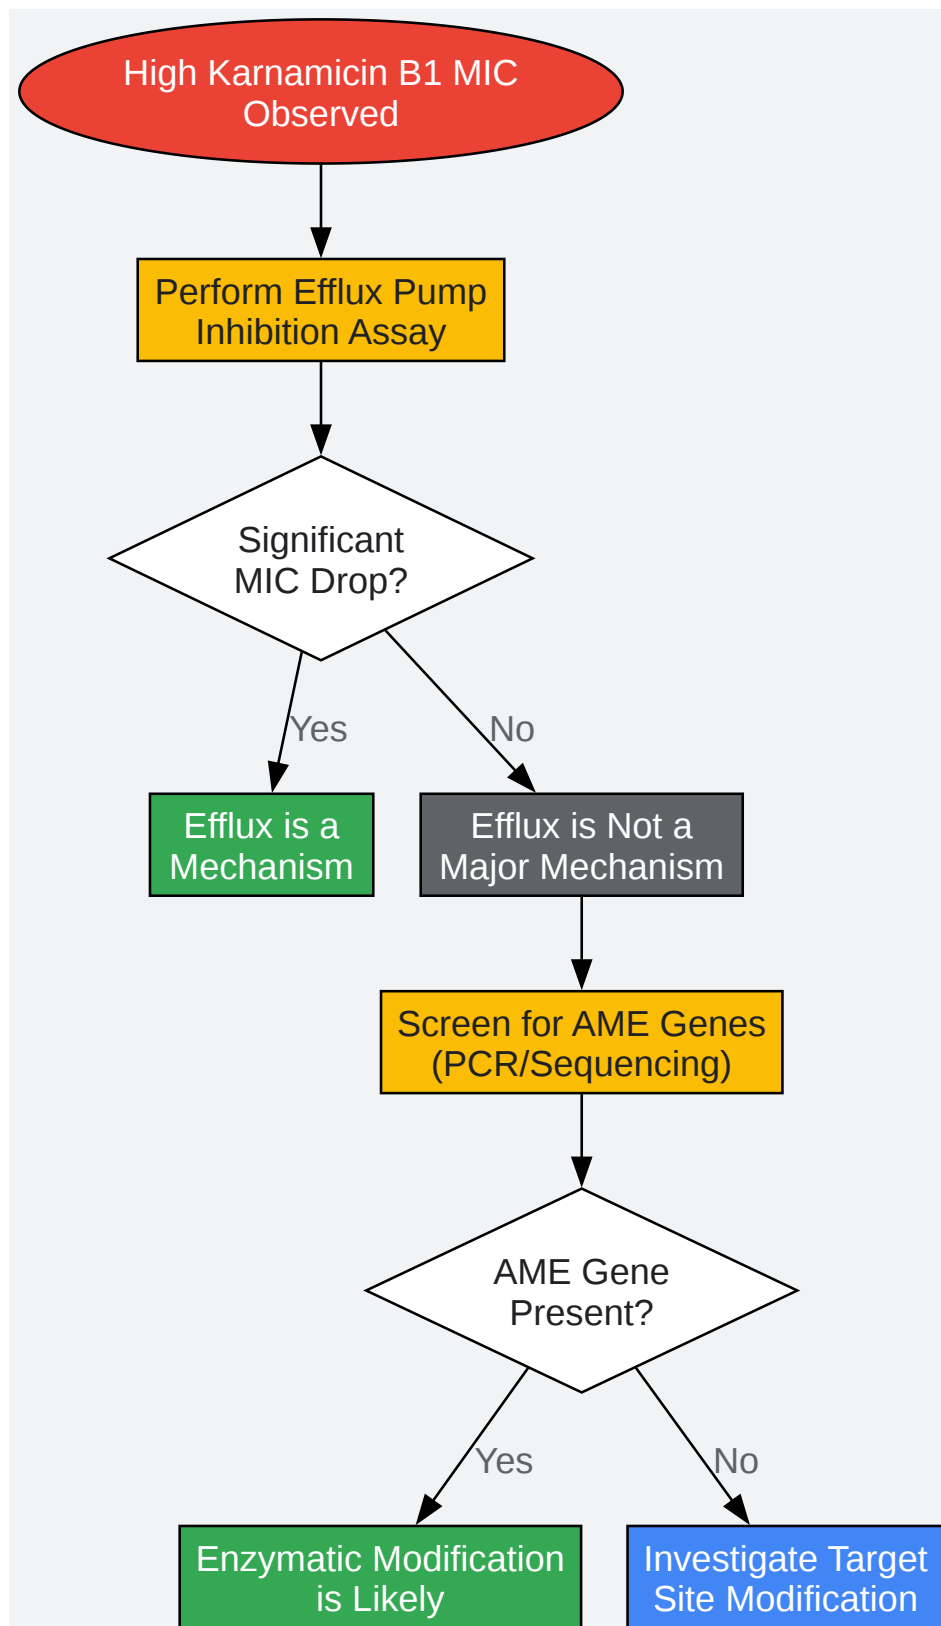 High Karnamicin B1 MIC
Observed
Perform Efflux Pump
Inhibition Assay
Significant
MIC Drop?
Yes
No
Efflux is a
Mechanism
Efflux is Not a
Major Mechanism
Screen for AME Genes
(PCR/Sequencing)
AME Gene
Present?
Yes
No
Enzymatic Modification
is Likely
Investigate Target
Site Modification